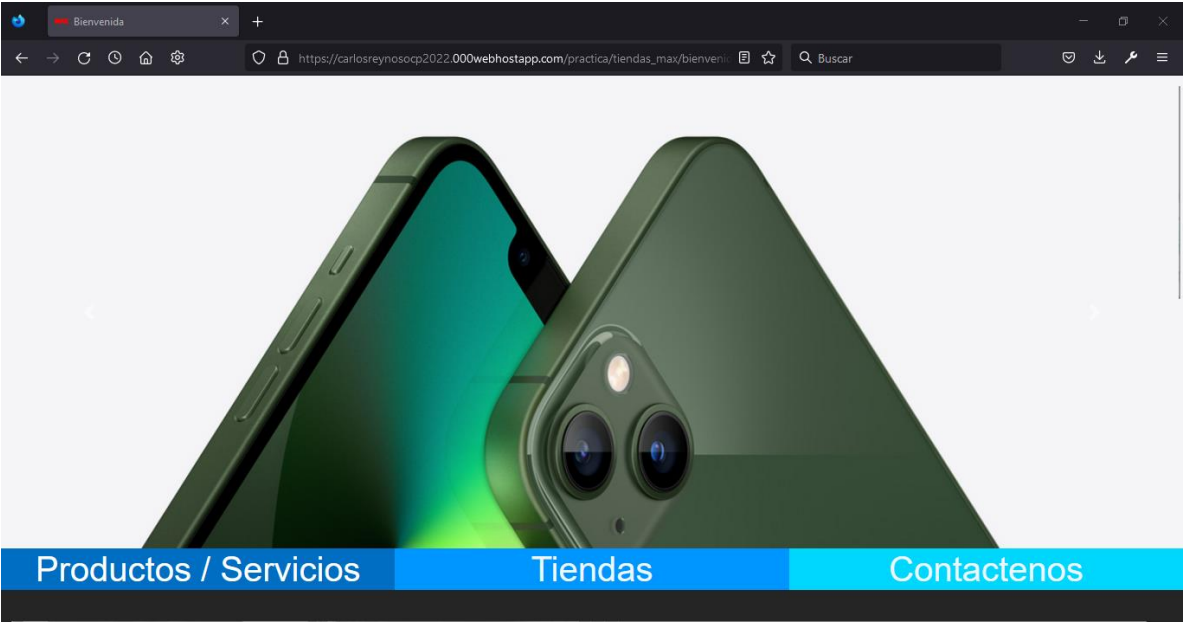 Bienvenida
https://carlosreynosocp2022.000webhostapp.com/practica/tiendas_max/bienveni
Buscar
Productos / Servicios
Tiendas
Contactenos